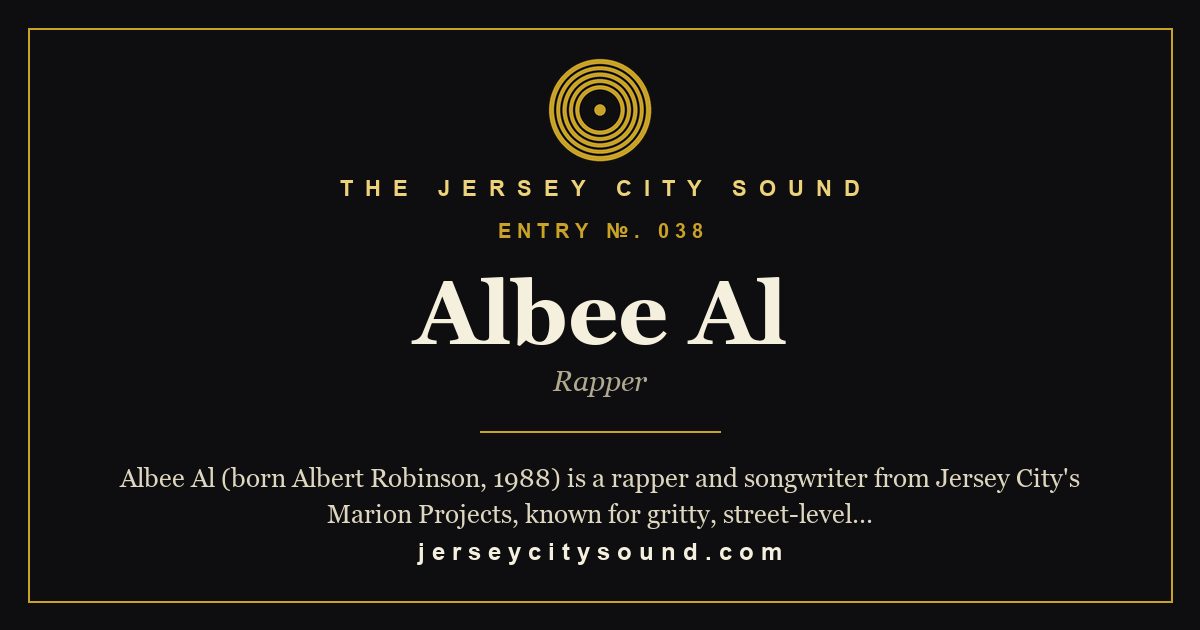 THE JERSEY CITY SOUND
ENTRY №. 038
Albee Al
Rapper
Albee Al (born Albert Robinson, 1988) is a rapper and songwriter from Jersey City's
Marion Projects, known for gritty, street-level...
jerseycitysound.com